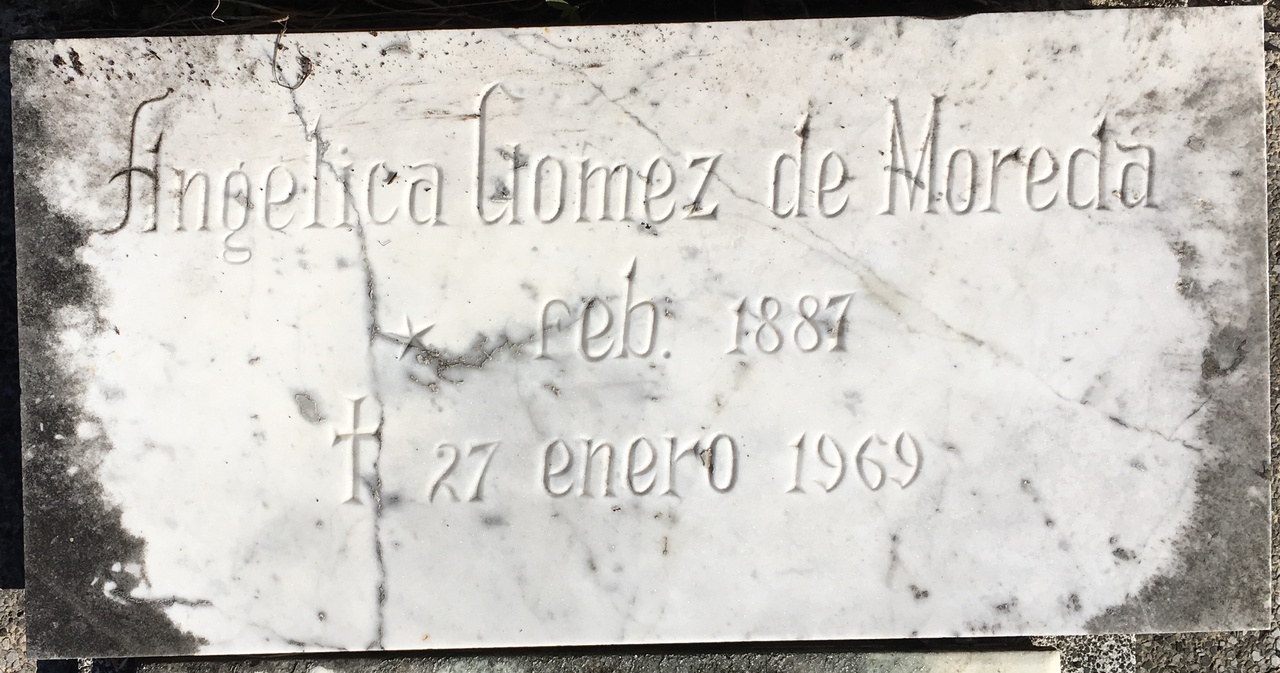 Angelica Gomez de Moreda
★ feb. 1887
✝ 27 enero 1969